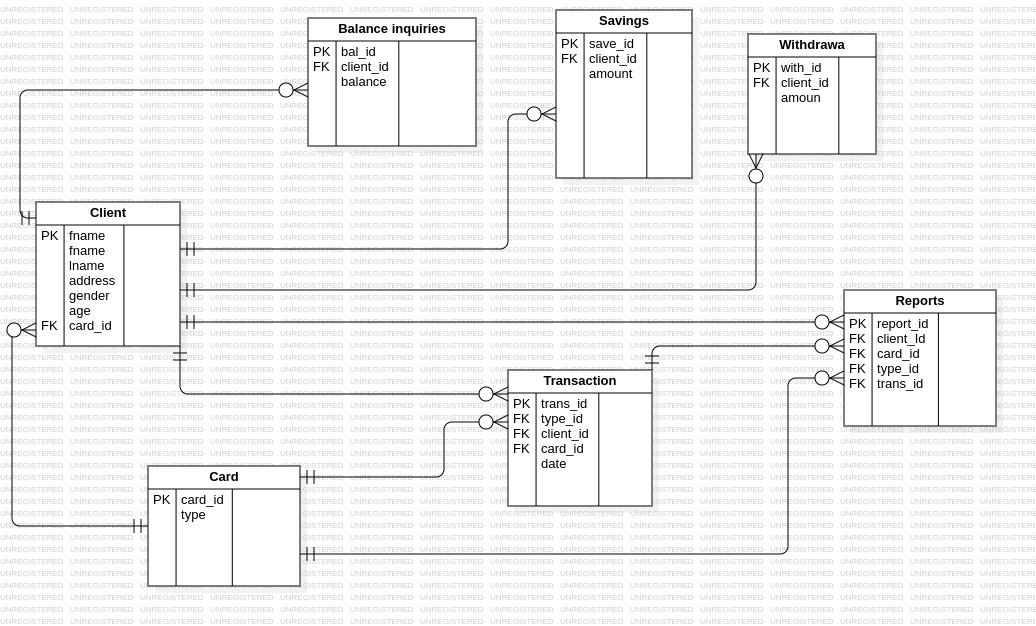 Balance inquiries
PK bal_id
FK client_id
balance
Savings
PK save_id
FK client_id
amount
Withdrawa
PK with_id
FK client_id
amoun
Client
PK fname
fname
lname
address
gender
age
FK card_id
Reports
PK report_id
FK client_Id
FK card_id
FK type_id
FK trans_id
Transaction
PK trans_id
FK type_id
FK client_id
FK card_id
date
Card
PK card_id
type
UNREGISTERED